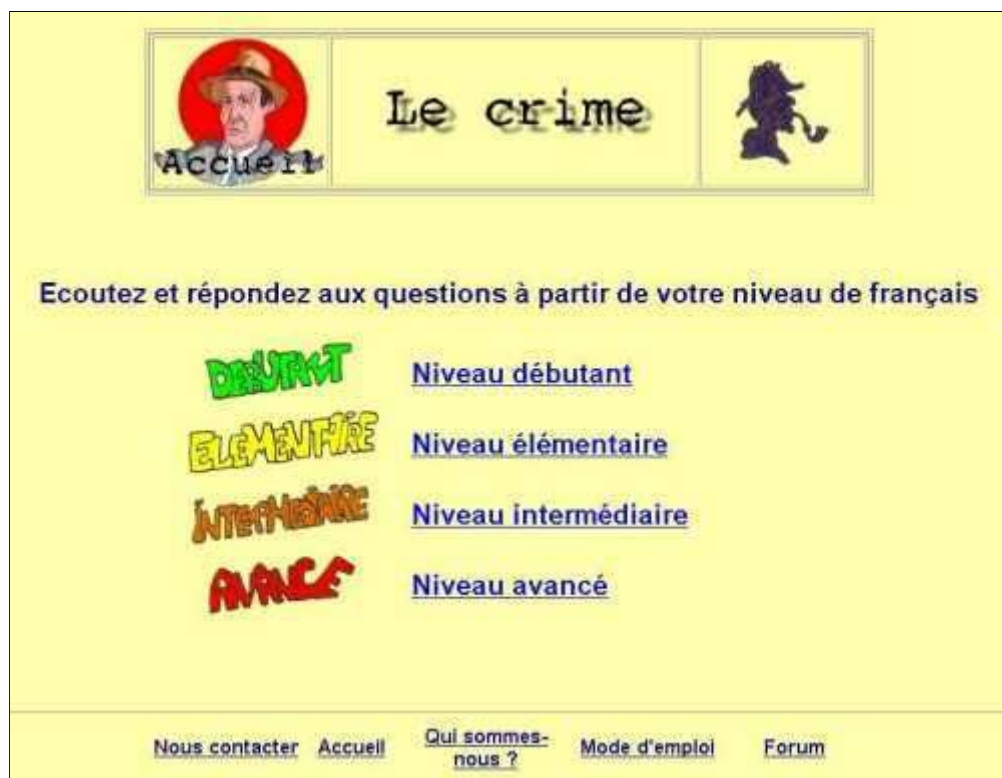 Accueil
Le crime
Ecoutez et répondez aux questions à partir de votre niveau de français
DEBUTANT
Niveau débutant
ELEMENTAIRE
Niveau élémentaire
INTERMEDIAIRE
Niveau intermédiaire
AVANCE
Niveau avancé
Nous contacter Accueil Qui sommes-
nous ? Mode d'emploi Forum